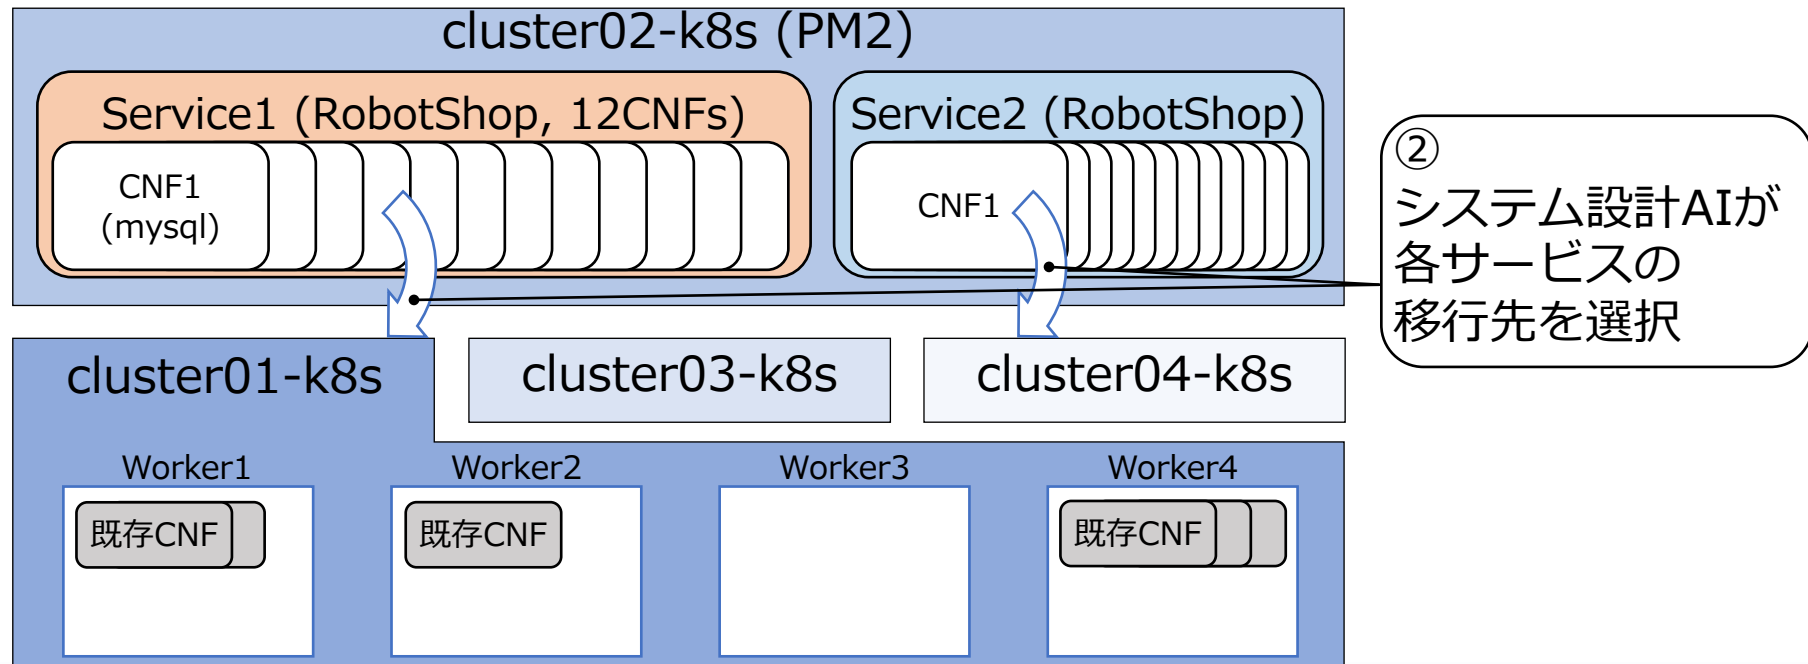 cluster02-k8s (PM2)
Service1 (RobotShop, 12CNFs)
CNF1
(mysql)
Service2 (RobotShop)
CNF1
②
システム設計AIが
各サービスの
移行先を選択
cluster01-k8s
cluster03-k8s
cluster04-k8s
Worker1
Worker2
Worker3
Worker4
既存CNF
既存CNF
既存CNF